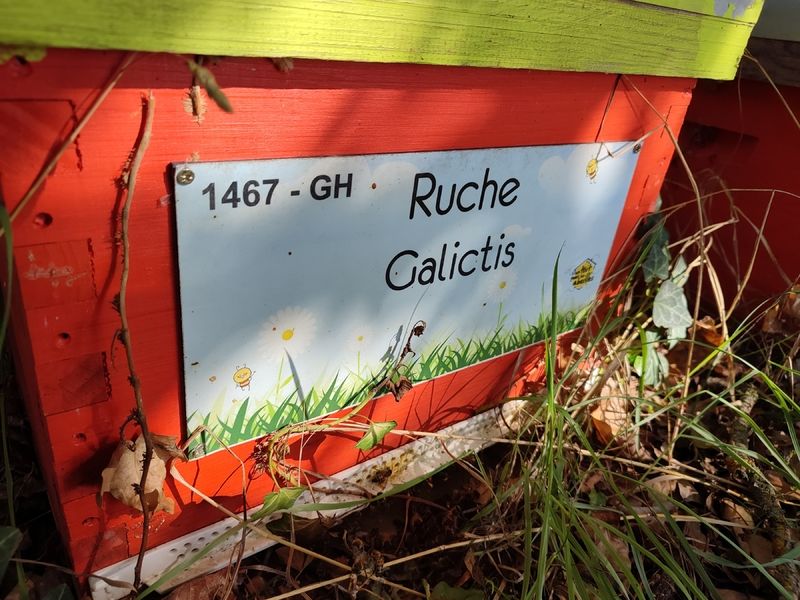 1467 - GH
Ruche
Galictis